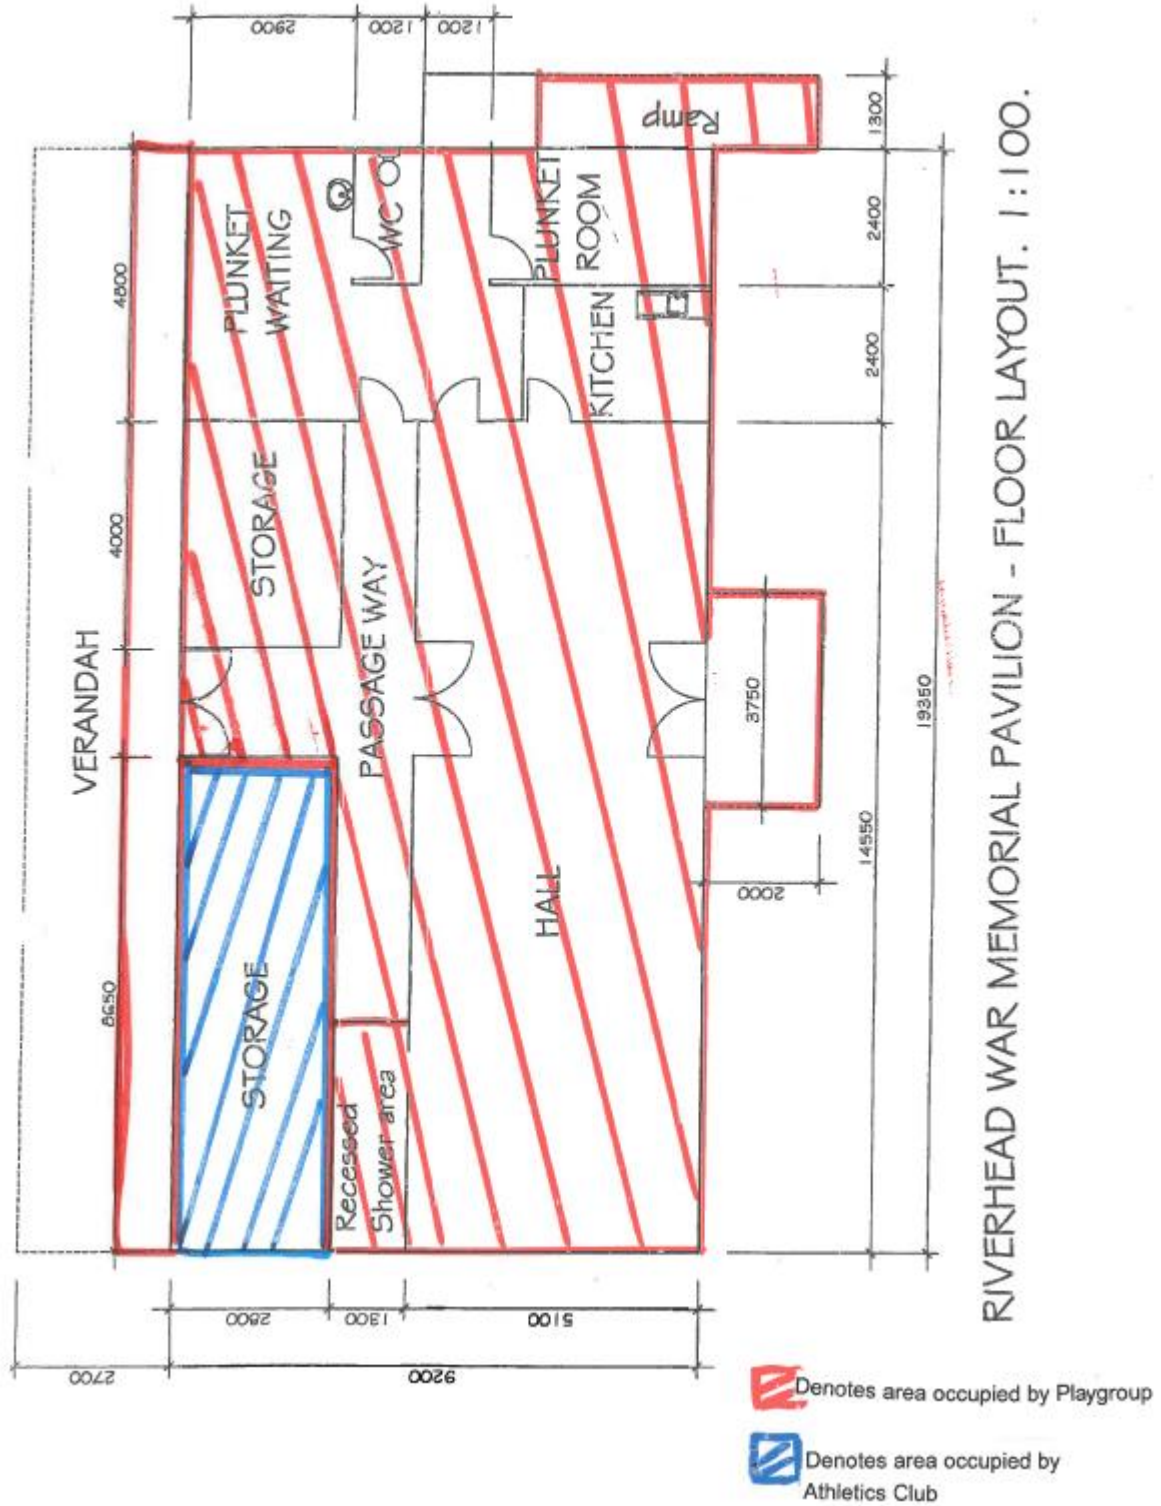 2900
1200
1200
Ramp
1300
4800
PLUNKET
WAITING
WC
PLUNKET
ROOM
2400
KITCHEN
2400
4000
STORAGE
VERANDAH
PASSAGE WAY
3750
19350
14550
2000
HALL
8650
STORAGE
Recessed
Shower area
2800
1300
5100
2700
9200
RIVERHEAD WAR MEMORIAL PAVILION - FLOOR LAYOUT. 1:100.
Denotes area occupied by Playgroup
Denotes area occupied by
Athletics Club